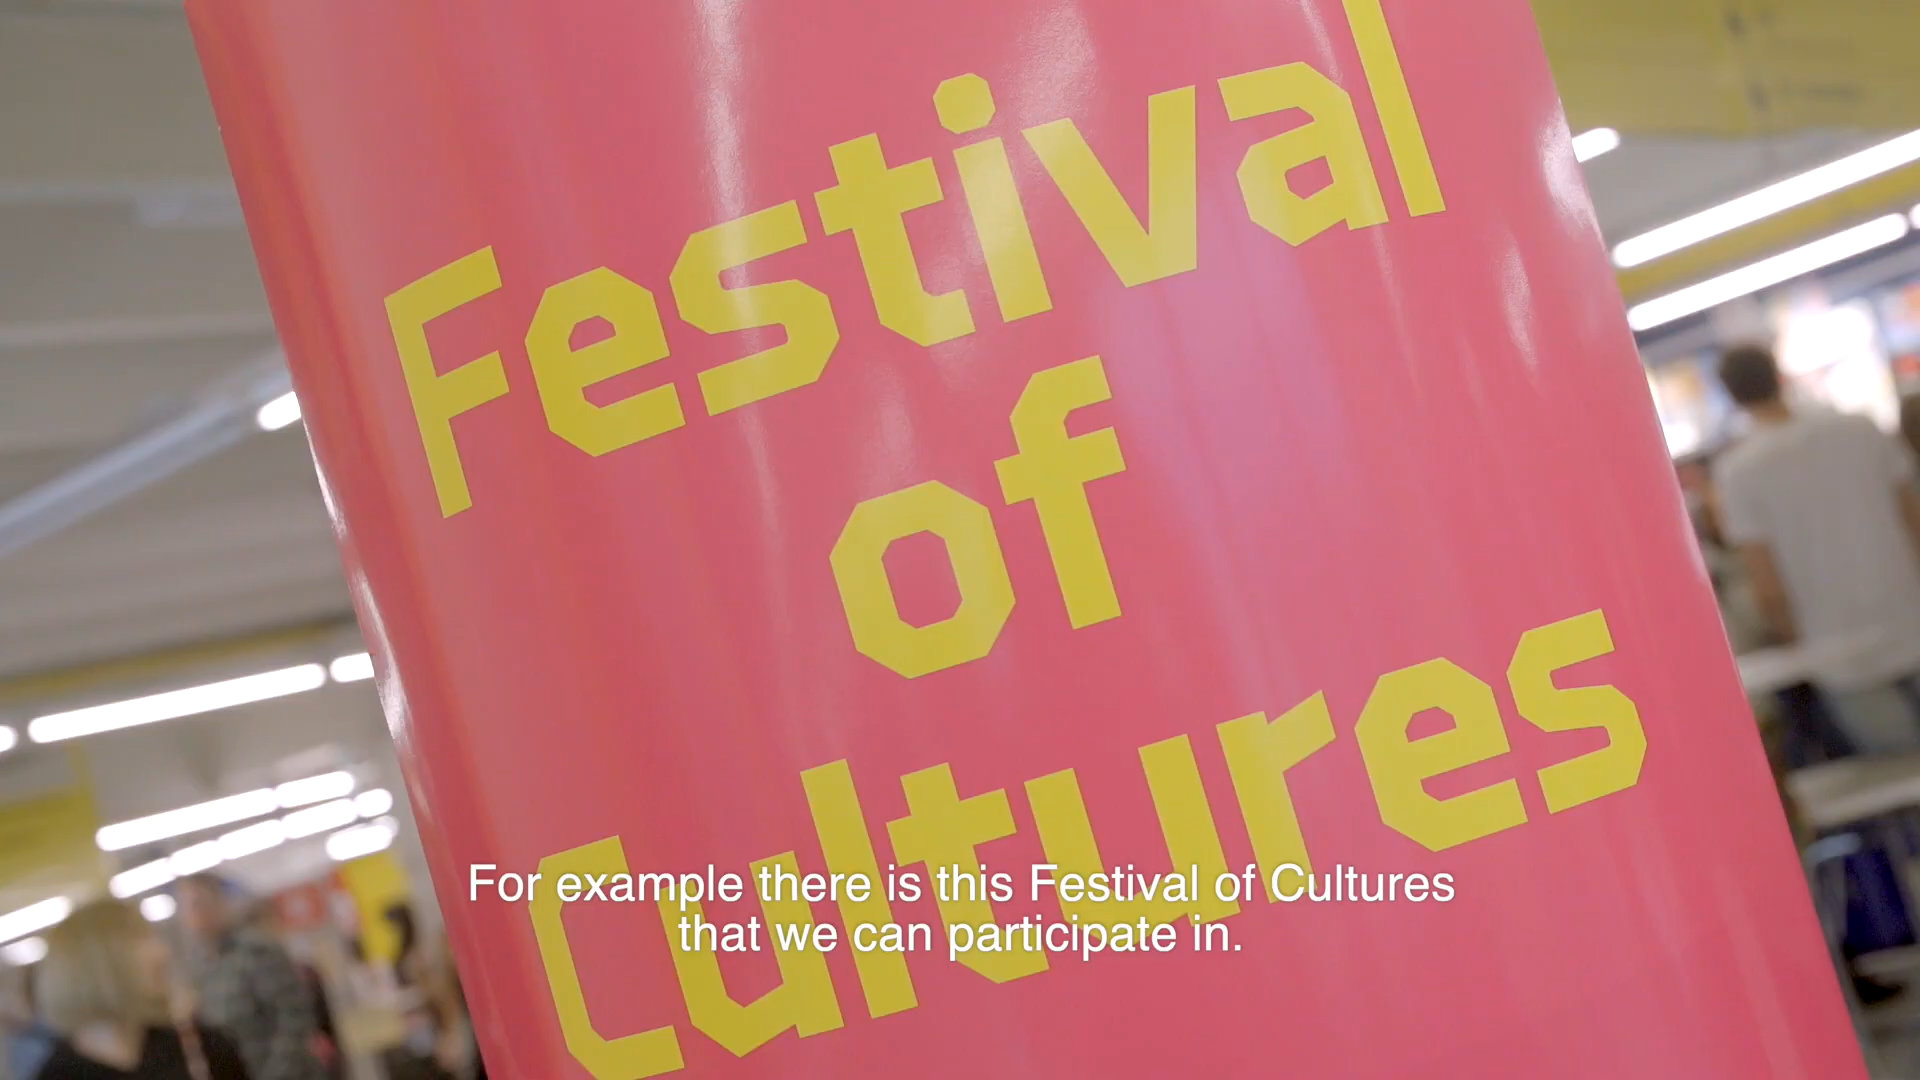 Festival
of
Cultures
For example there is this Festival of Cultures
that we can participate in.